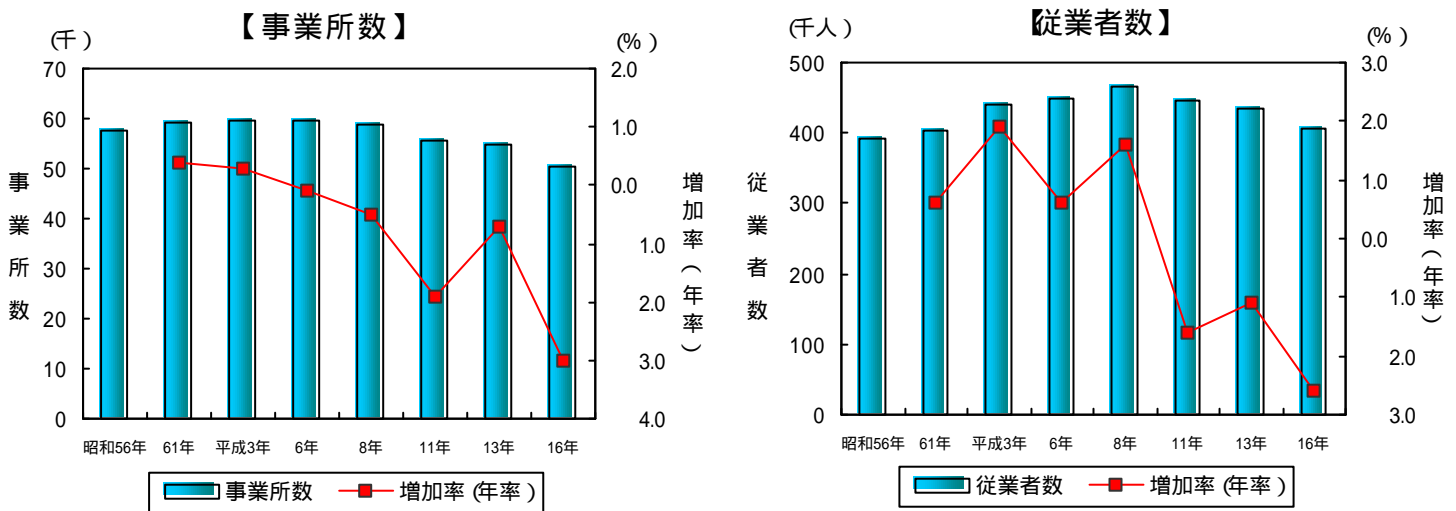 【事業所数】
(千)
(%)
70
60
50
40
30
20
10
0
2.0
1.0
0.0
1.0
2.0
3.0
4.0
事業所数
増加率(年率)
昭和56年 61年 平成3年 6年 8年 11年 13年 16年
事業所数 増加率(年率)
【従業者数】
(千人)
(%)
500
400
300
200
100
0
3.0
2.0
1.0
0.0
1.0
2.0
3.0
従業者数
増加率(年率)
昭和56年 61年 平成3年 6年 8年 11年 13年 16年
従業者数 増加率(年率)